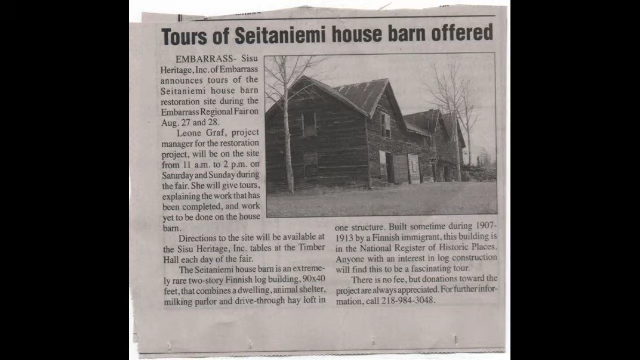 Tours of Seitaniemi house barn offered
EMBARRASS- Sisu
Heritage, Inc. of Embarrass
announces tours of the
Seitaniemi house barn
restoration site during the
Embarrass Regional Fair on
Aug. 27 and 28.
Leone Graf, project
manager for the restoration
project, will be on the site
from 11 a.m. to 2 p.m. on
Saturday and Sunday during
the fair. She will give tours,
explaining the work that has
been completed, and work
yet to be done on the house
barn.
Directions to the site will be available at
the Sisu Heritage, Inc. tables at the Timber
Hall each day of the fair.
The Seitaniemi house barn is an extreme-
ly rare two-story Finnish log building, 90x40
feet, that combines a dwelling, animal shelter,
milking parlor and drive-through hay loft in
one structure. Built sometime during 1907-
1913 by a Finnish immigrant, this building is
in the National Register of Historic Places.
Anyone with an interest in log construction
will find this to be a fascinating tour.
There is no fee, but donations toward the
project are always appreciated. For further infor-
mation, call 218-984-3048.